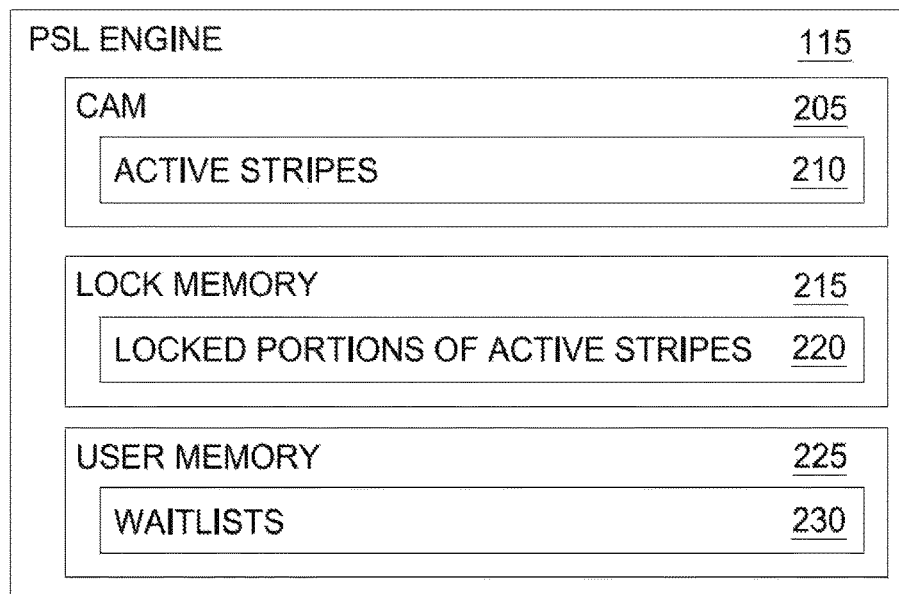 PSL ENGINE 115
CAM 205
ACTIVE STRIPES 210
LOCK MEMORY 215
LOCKED PORTIONS OF ACTIVE STRIPES 220
USER MEMORY 225
WAITLISTS 230